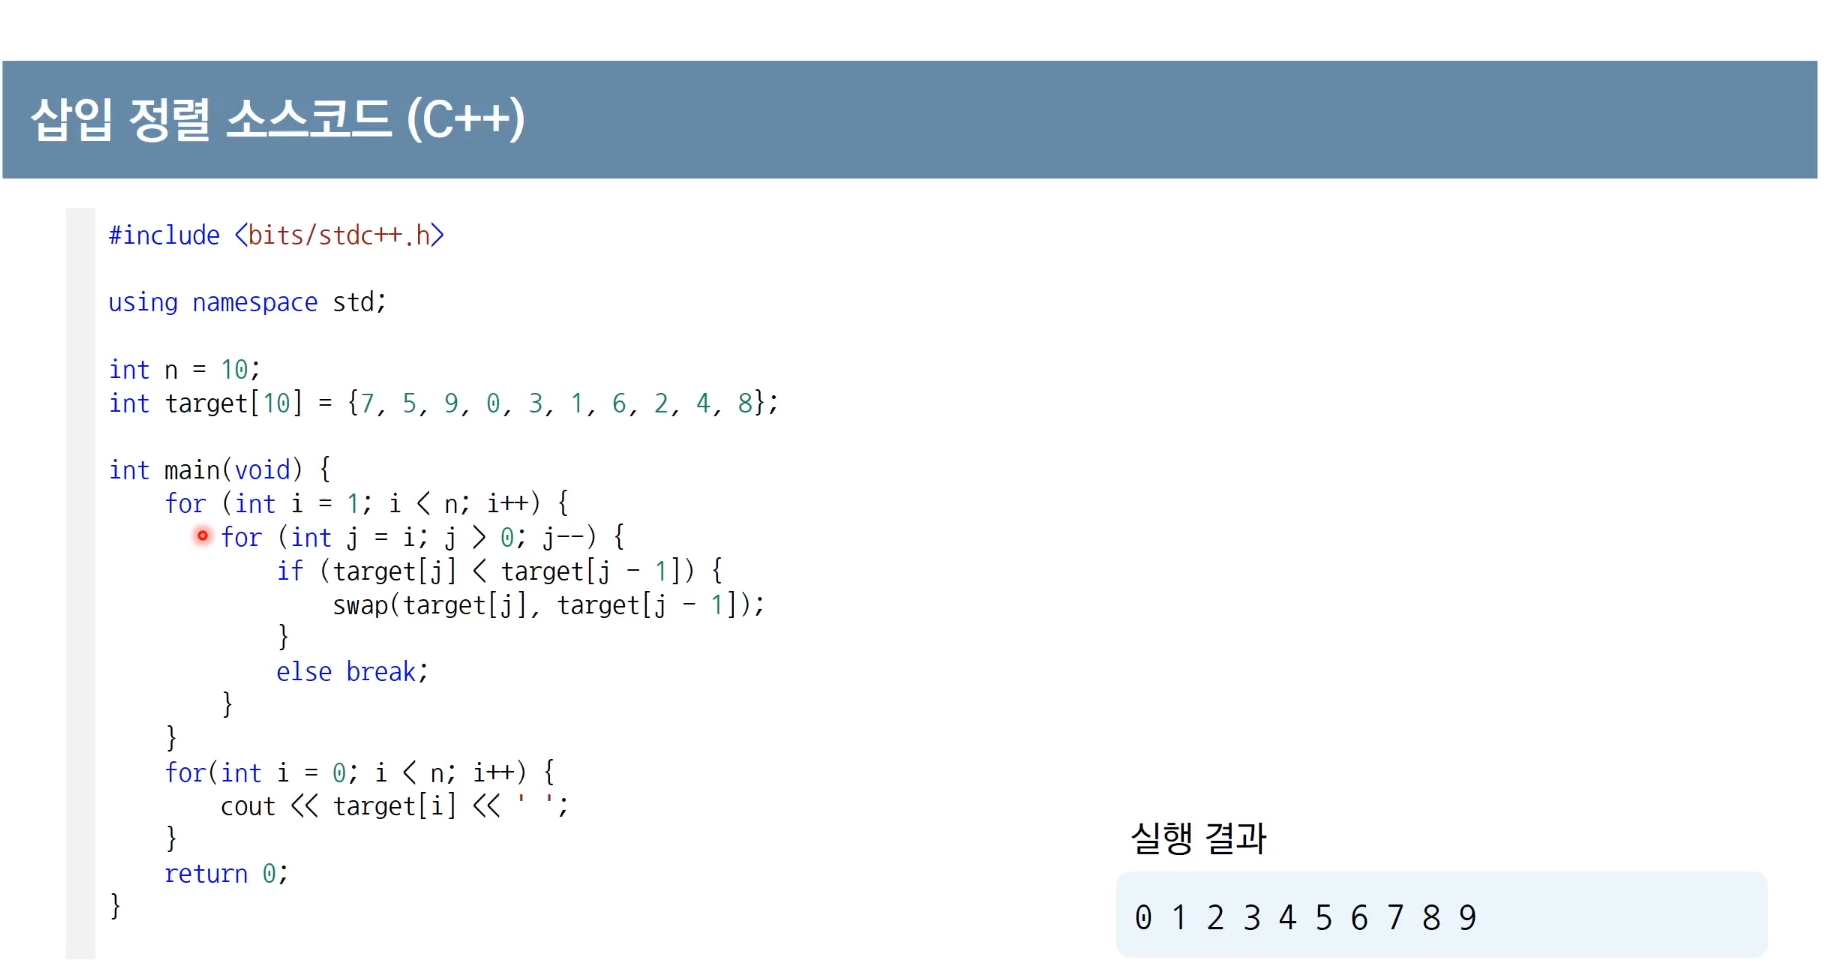 삽입 정렬 소스코드 (C++)
#include <bits/stdc++.h>
using namespace std;
int n = 10;
int target[10] = {7, 5, 9, 0, 3, 1, 6, 2, 4, 8};
int main(void) {
    for (int i = 1; i < n; i++) {
        for (int j = i; j > 0; j--) {
            if (target[j] < target[j - 1]) {
                swap(target[j], target[j - 1]);
            }
            else break;
        }
    }
    for(int i = 0; i < n; i++) {
        cout << target[i] << ' ';
    }
    return 0;
}
실행 결과
0 1 2 3 4 5 6 7 8 9